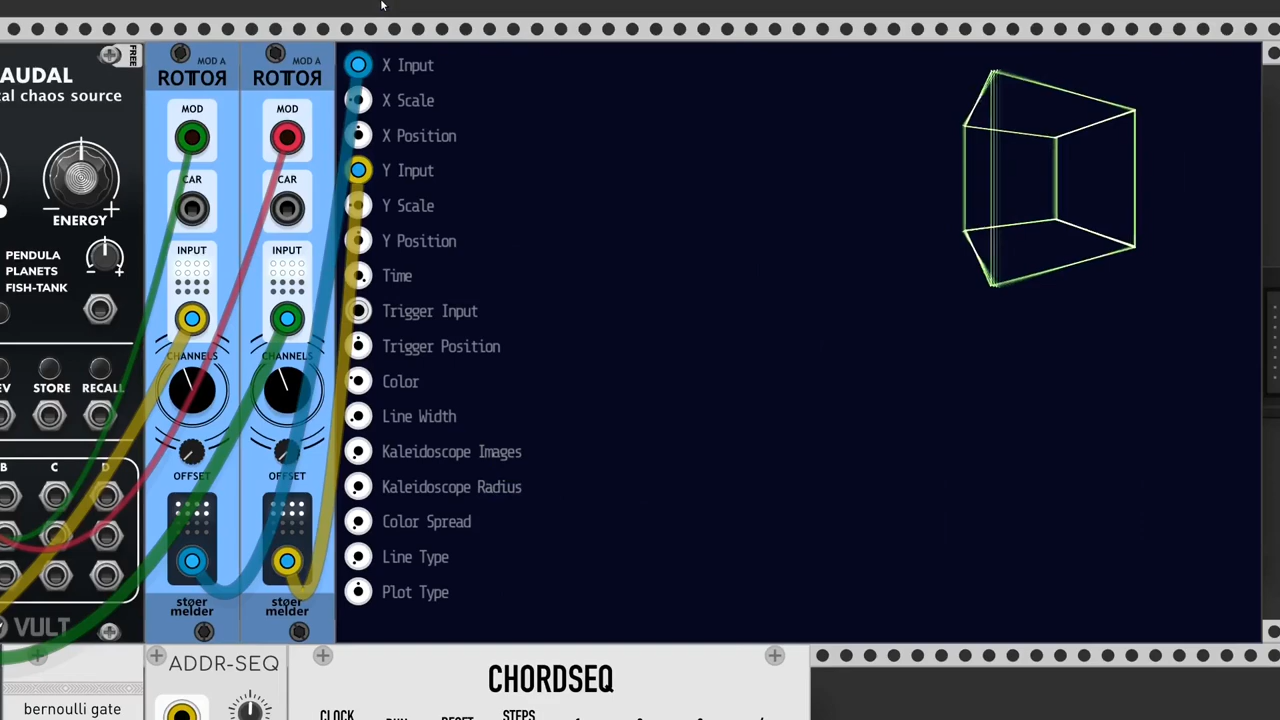 FREE
AUDAL
al chaos source
ENERGY
PENDULA
PLANETS
FISH-TANK
STORE
RECALL
B C D
VULT
MOD A
ROTTOR
MOD
CAR
INPUT
CHANNELS
OFFSET
støer
melder
MOD A
ROTTOR
MOD
CAR
INPUT
CHANNELS
OFFSET
støer
melder
X Input
X Scale
X Position
Y Input
Y Scale
Y Position
Time
Trigger Input
Trigger Position
Color
Line Width
Kaleidoscope Images
Kaleidoscope Radius
Color Spread
Line Type
Plot Type
bernoulli gate
ADDR-SEQ
CHORDSEQ
CLOCK
STEPS